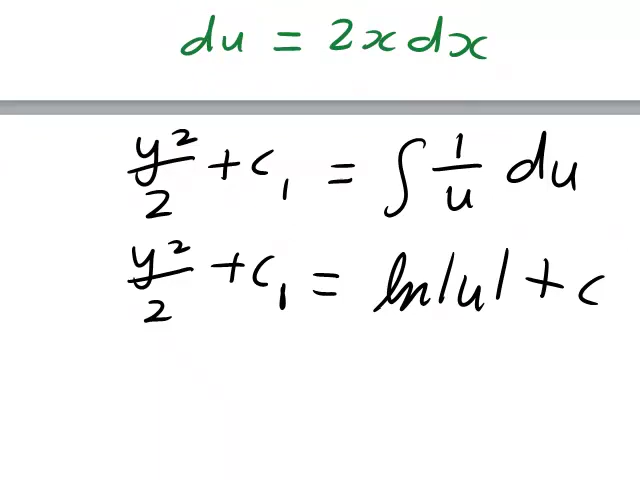 du = 2x dx
y²/2 + c₁ = ∫ 1/u du
y²/2 + c₁ = ln|u| + c